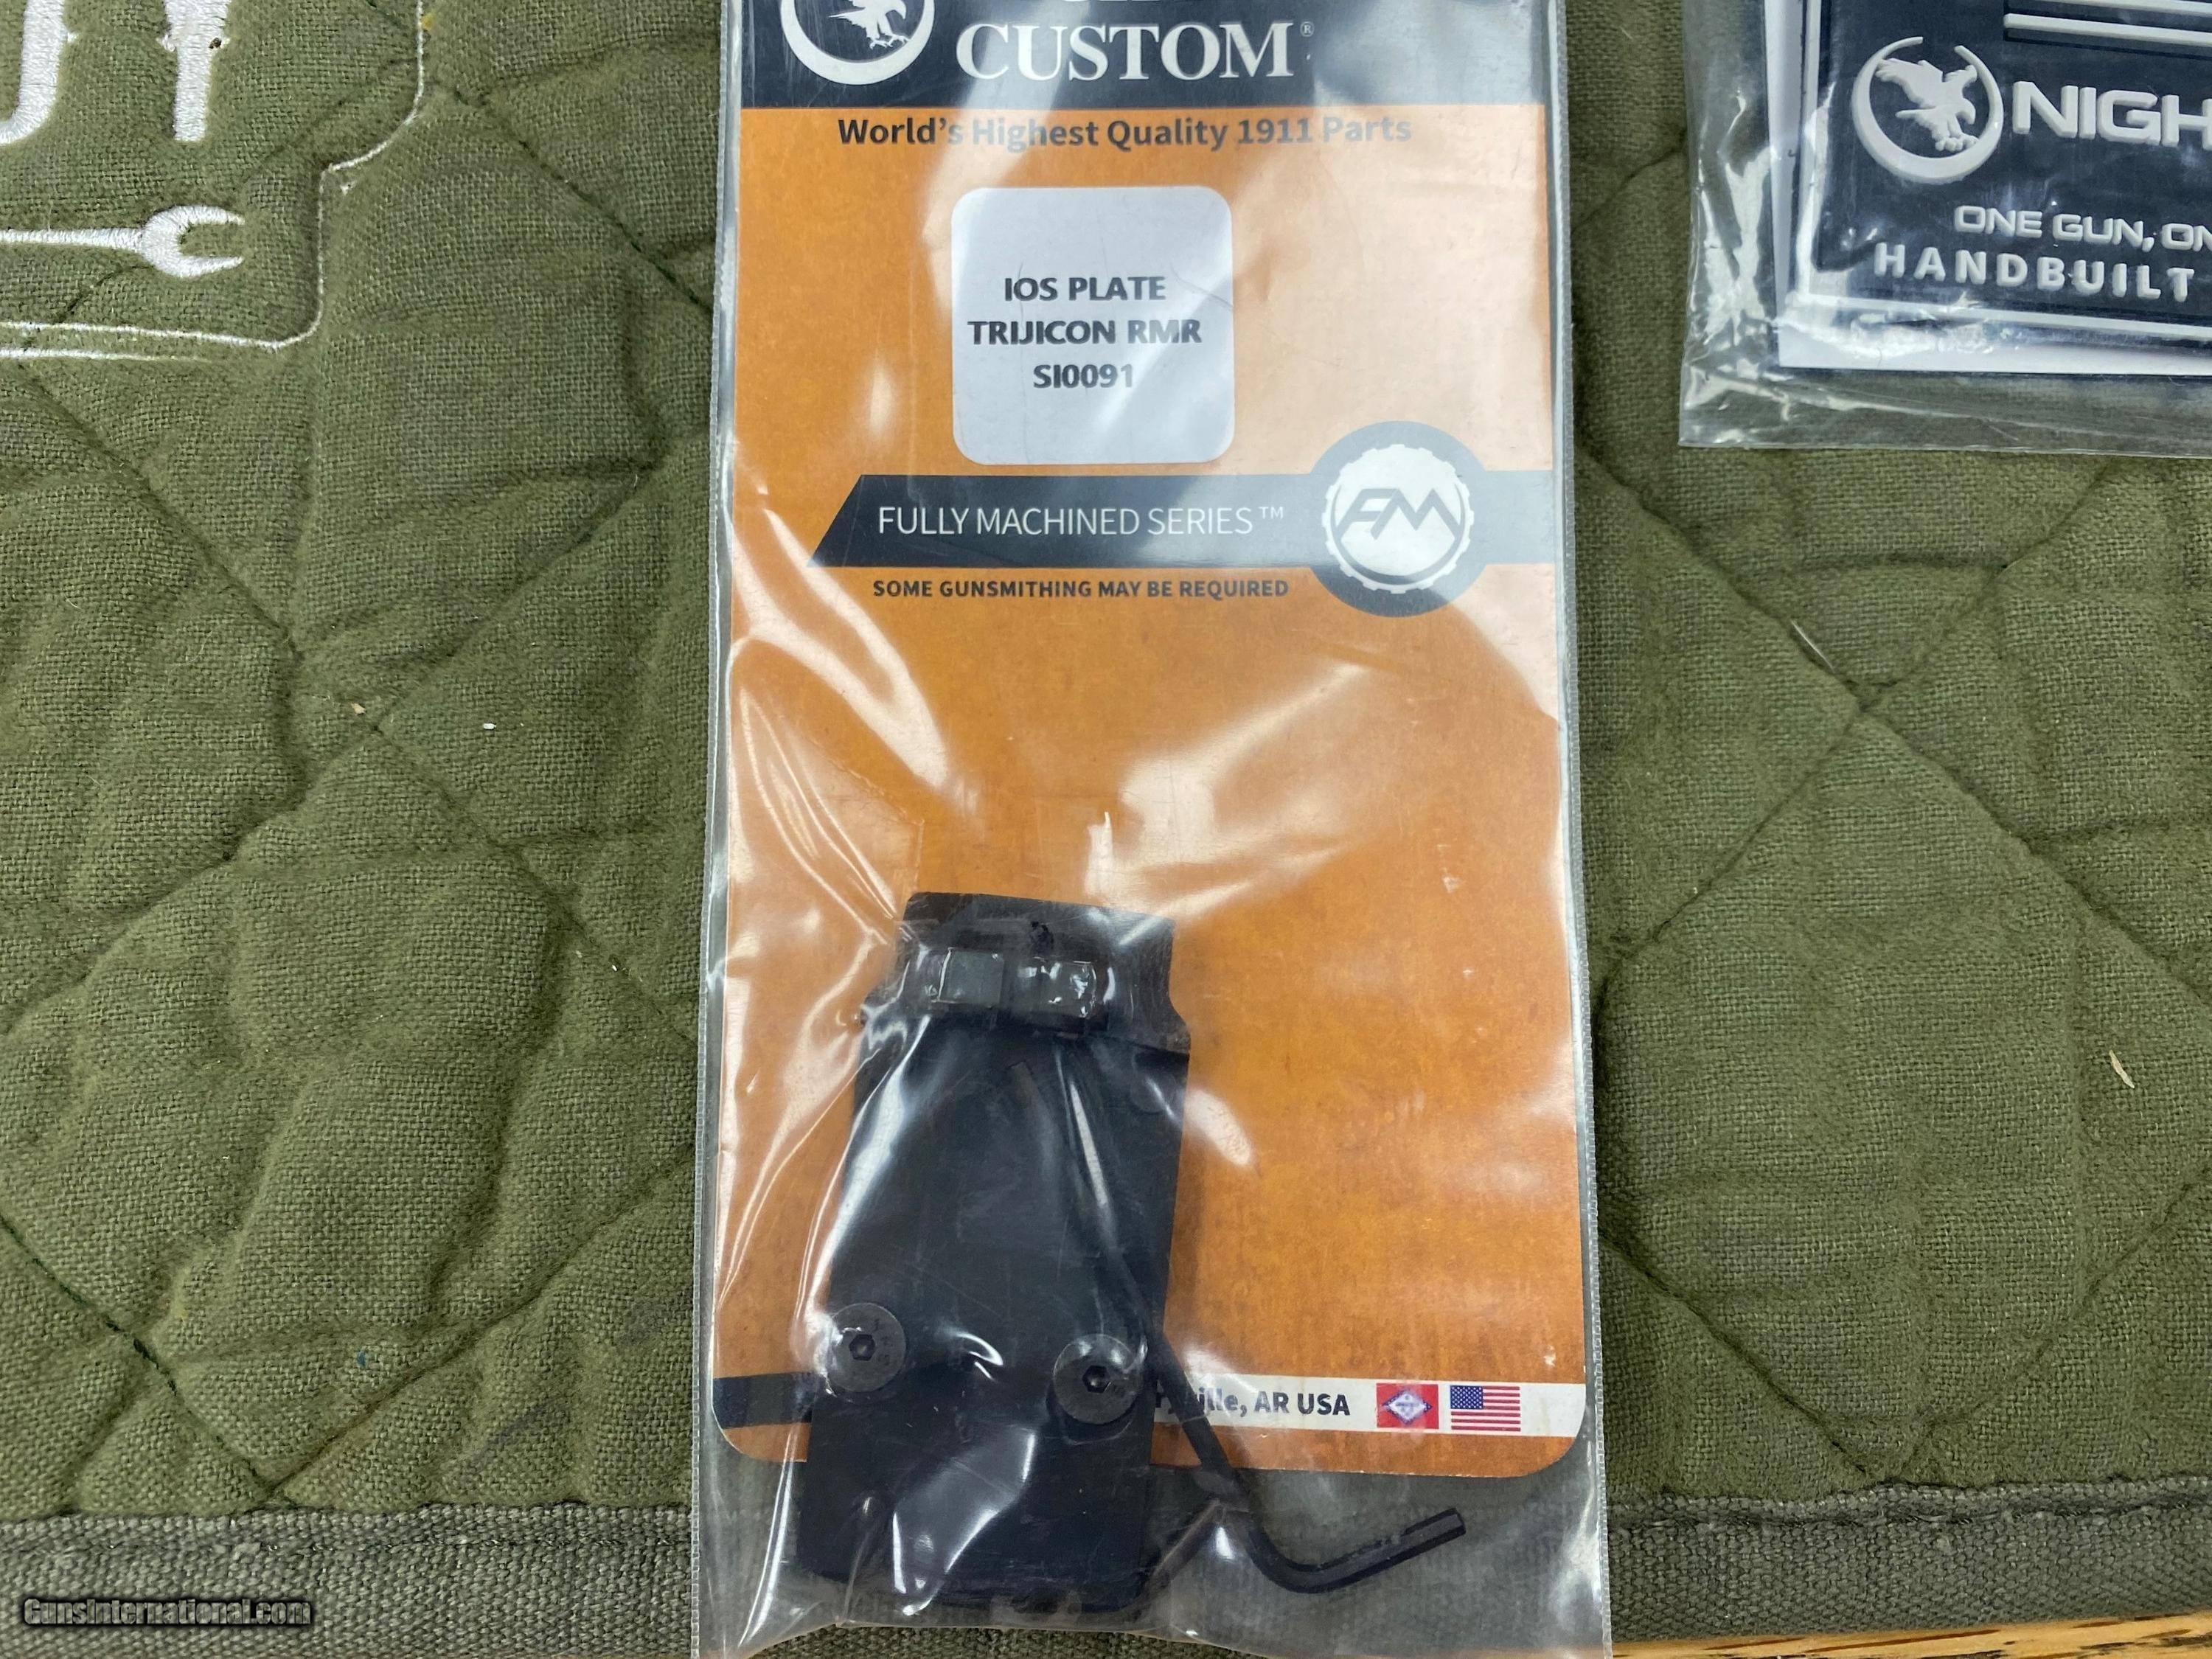 CUSTOM®
World's Highest Quality 1911 Parts
IOS PLATE
TRIJICON RMR
SI0091
FULLY MACHINED SERIES™
FM
SOME GUNSMITHING MAY BE REQUIRED
AR USA
NIGH
ONE GUN, ON
HANDBUILT
GunsInternational.com